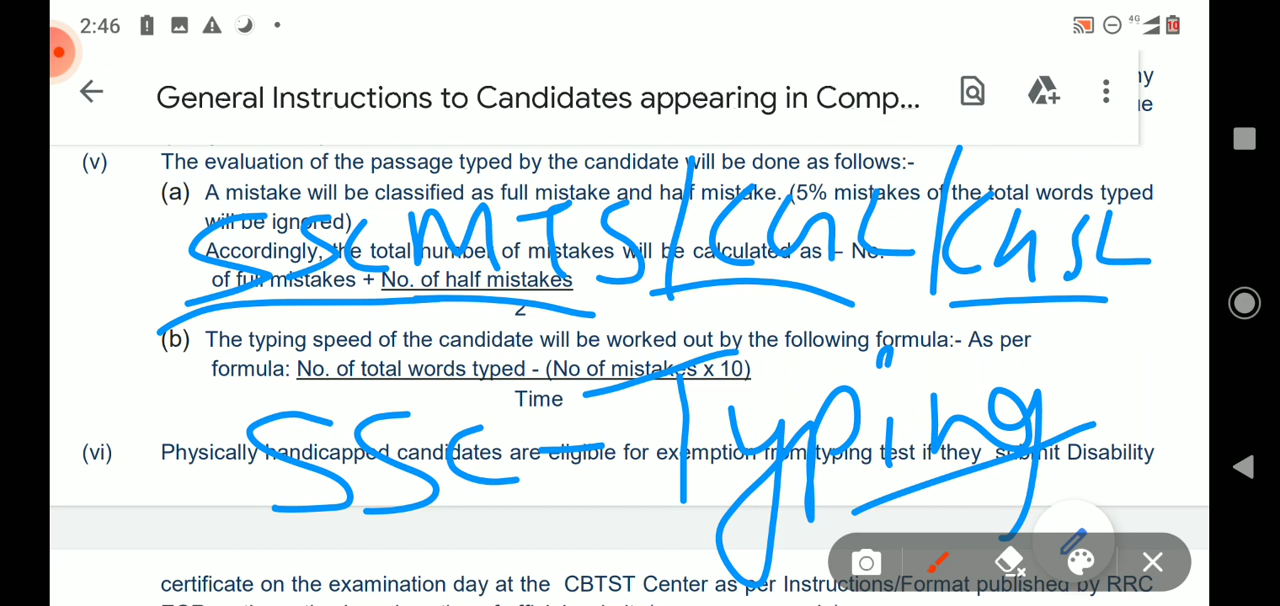 2:46
4G
10
General Instructions to Candidates appearing in Comp...
(v) The evaluation of the passage typed by the candidate will be done as follows:-
(a) A mistake will be classified as full mistake and half mistake. (5% mistakes of the total words typed
will be ignored)
Accordingly, the total number of mistakes will be calculated as – No.
of full mistakes + No. of half mistakes
2
SSC MTS/CGL/CHSL
(b) The typing speed of the candidate will be worked out by the following formula:- As per
formula: No. of total words typed - (No of mistakes x 10)
Time
SSC - Typing
(vi) Physically handicapped candidates are eligible for exemption from typing test if they submit Disability
certificate on the examination day at the CBTST Center as per Instructions/Format published by RRC